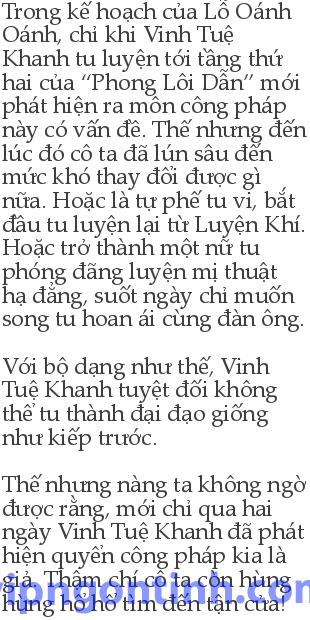 Trong kế hoạch của Lỗ Oánh
Oánh, chỉ khi Vinh Tuệ
Khanh tu luyện tới tầng thứ
hai của “Phong Lôi Dẫn” mới
phát hiện ra môn công pháp
này có vấn đề. Thế nhưng đến
lúc đó cô ta đã lún sâu đến
mức khó thay đổi được gì
nữa. Hoặc là tự phế tu vi, bắt
đầu tu luyện lại từ Luyện Khí.
Hoặc trở thành một nữ tu
phóng đãng luyện mị thuật
hạ đẳng, suốt ngày chỉ muốn
song tu hoan ái cùng đàn ông.
Với bộ dạng như thế, Vinh
Tuệ Khanh tuyệt đối không
thể tu thành đại đạo giống
như kiếp trước.
Thế nhưng nàng ta không ngờ
được rằng, mới chỉ qua hai
ngày Vinh Tuệ Khanh đã phát
hiện quyển công pháp kia là
giả. Thậm chí cô ta còn hùng
hùng hổ hổ tìm đến tận cửa!
vipngontinh.com